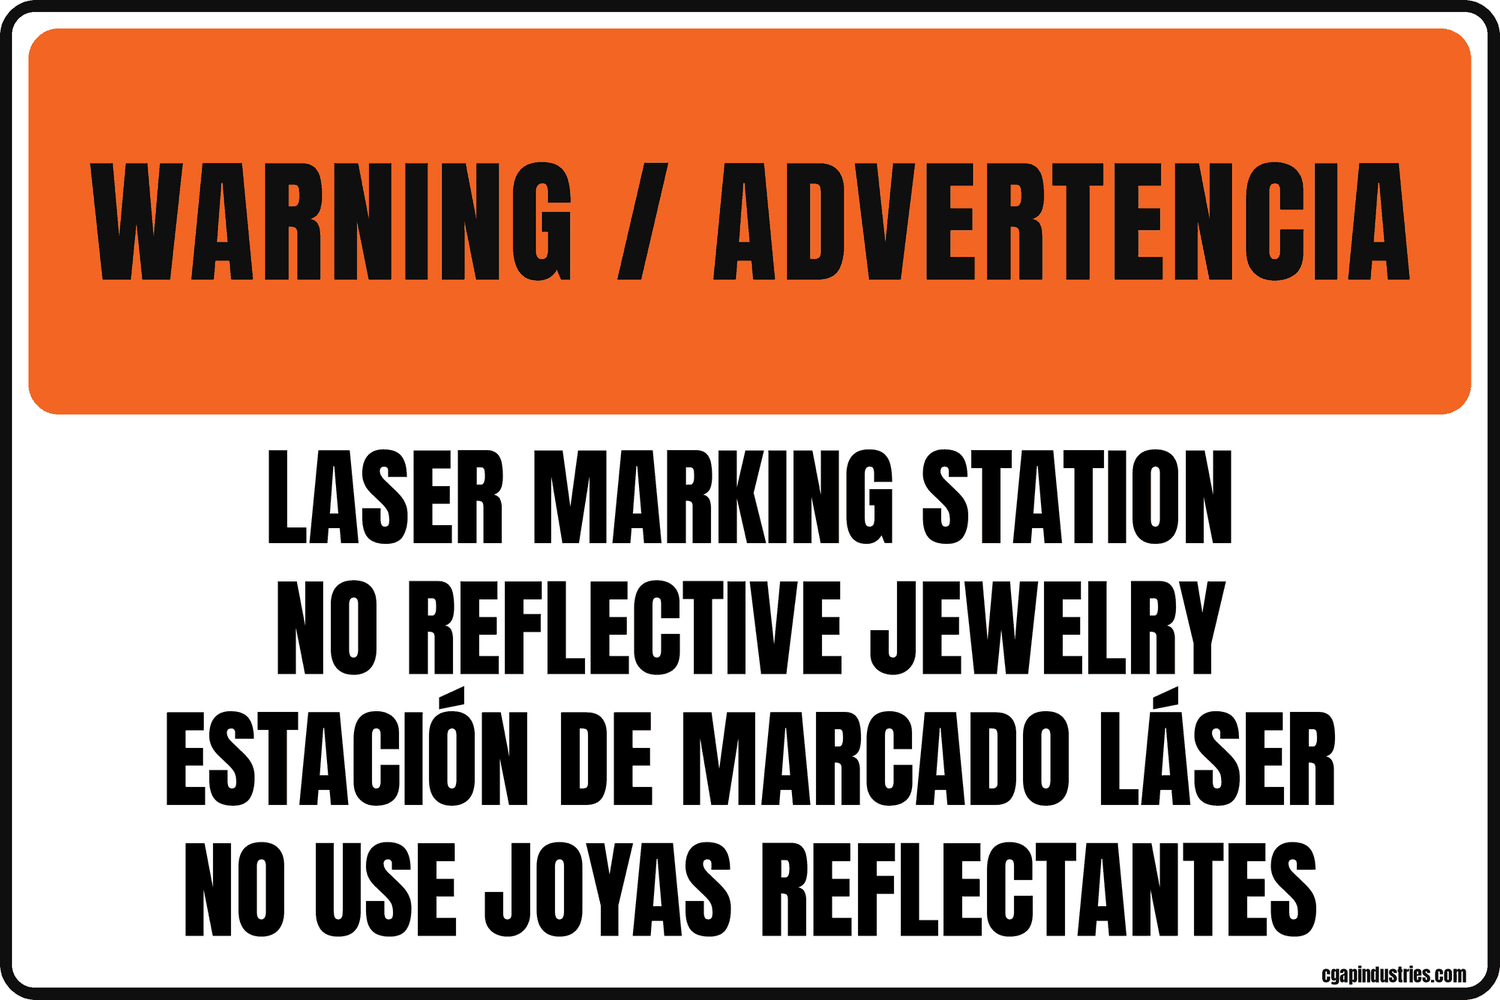 WARNING / ADVERTENCIA
LASER MARKING STATION
NO REFLECTIVE JEWELRY
ESTACIÓN DE MARCADO LÁSER
NO USE JOYAS REFLECTANTES
cgapindustries.com